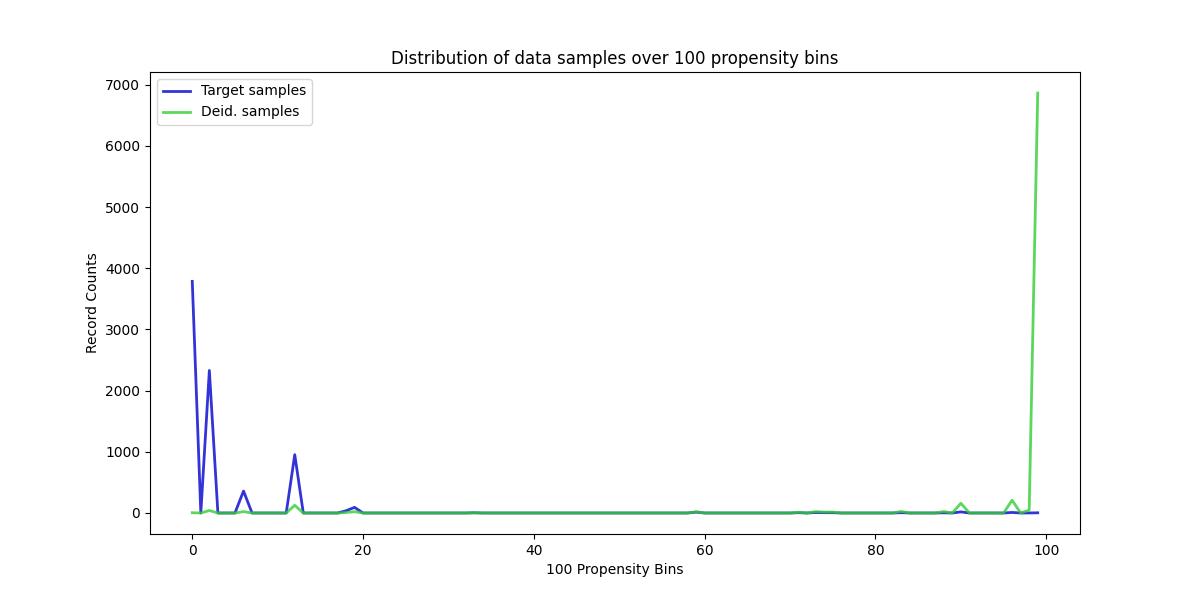 Distribution of data samples over 100 propensity bins
Target samples
Deid. samples
7000
6000
5000
4000
3000
2000
1000
0
Record Counts
0 20 40 60 80 100
100 Propensity Bins